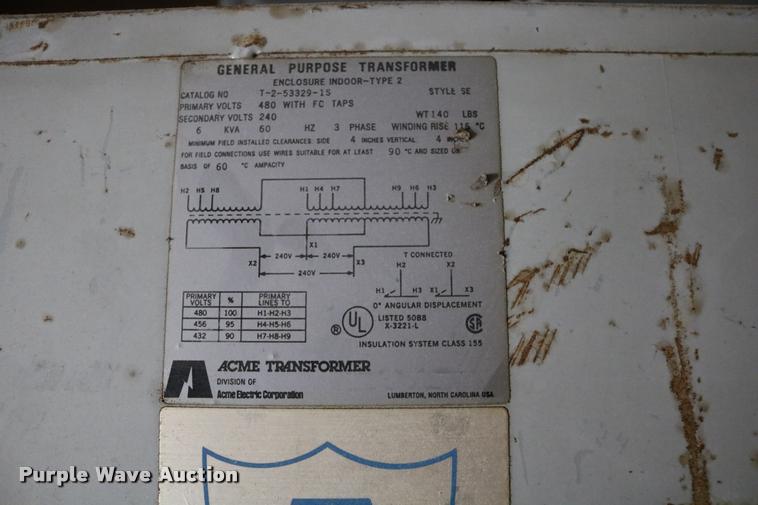 GENERAL PURPOSE TRANSFORMER
ENCLOSURE INDOOR-TYPE 2
CATALOG NO T-2-53329-1S STYLE SE
PRIMARY VOLTS 480 WITH FC TAPS
SECONDARY VOLTS 240 WT 140 LBS
6 KVA 60 HZ 3 PHASE WINDING RISE 115 °C
MINIMUM FIELD INSTALLED CLEARANCES: SIDE 4 INCHES VERTICAL 4
FOR FIELD CONNECTIONS USE WIRES SUITABLE FOR AT LEAST 90 °C AND SIZED ON
BASIS OF 60 °C AMPACITY
H2 H5 H8 H1 H4 H7 H9 H6 H3
X1
240V 240V
X2 X3
240V
T CONNECTED
H2 X2
H1 H3 X1 X3
0° ANGULAR DISPLACEMENT
PRIMARY VOLTS % PRIMARY LINES TO
480 100 H1-H2-H3
456 95 H4-H5-H6
432 90 H7-H8-H9
® UL LISTED 50B8
X-3221-L
SA
INSULATION SYSTEM CLASS 155
ACME TRANSFORMER
DIVISION OF
Acme Electric Corporation
LUMBERTON, NORTH CAROLINA USA
Purple Wave Auction